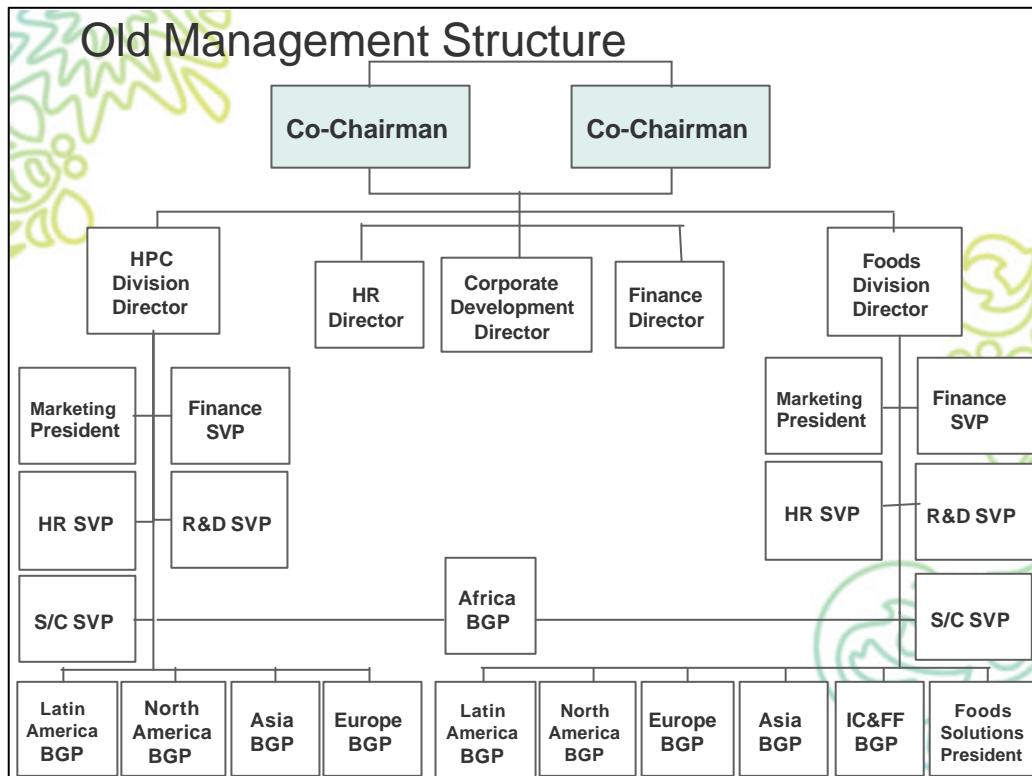 Old Management Structure
Co-Chairman
Co-Chairman
HPC
Division
Director
HR
Director
Corporate
Development
Director
Finance
Director
Foods
Division
Director
Marketing
President
Finance
SVP
Marketing
President
Finance
SVP
HR SVP
R&D SVP
HR SVP
R&D SVP
S/C SVP
Africa
BGP
S/C SVP
Latin
America
BGP
North
America
BGP
Asia
BGP
Europe
BGP
Latin
America
BGP
North
America
BGP
Europe
BGP
Asia
BGP
IC&FF
BGP
Foods
Solutions
President